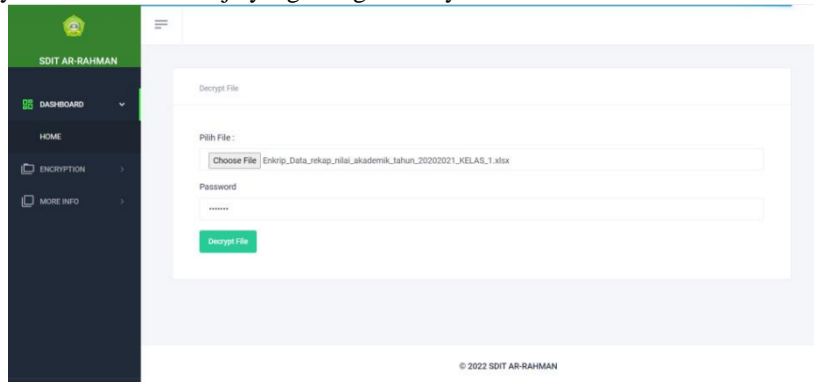 SDIT AR-RAHMAN
DASHBOARD
HOME
ENCRYPTION
MORE INFO
Decrypt File
Pilih File :
Choose File Enkrip_Data_rekap_nilai_akademik_tahun_20202021_KELAS_1.xlsx
Password
•••••••
Decrypt File
© 2022 SDIT AR-RAHMAN